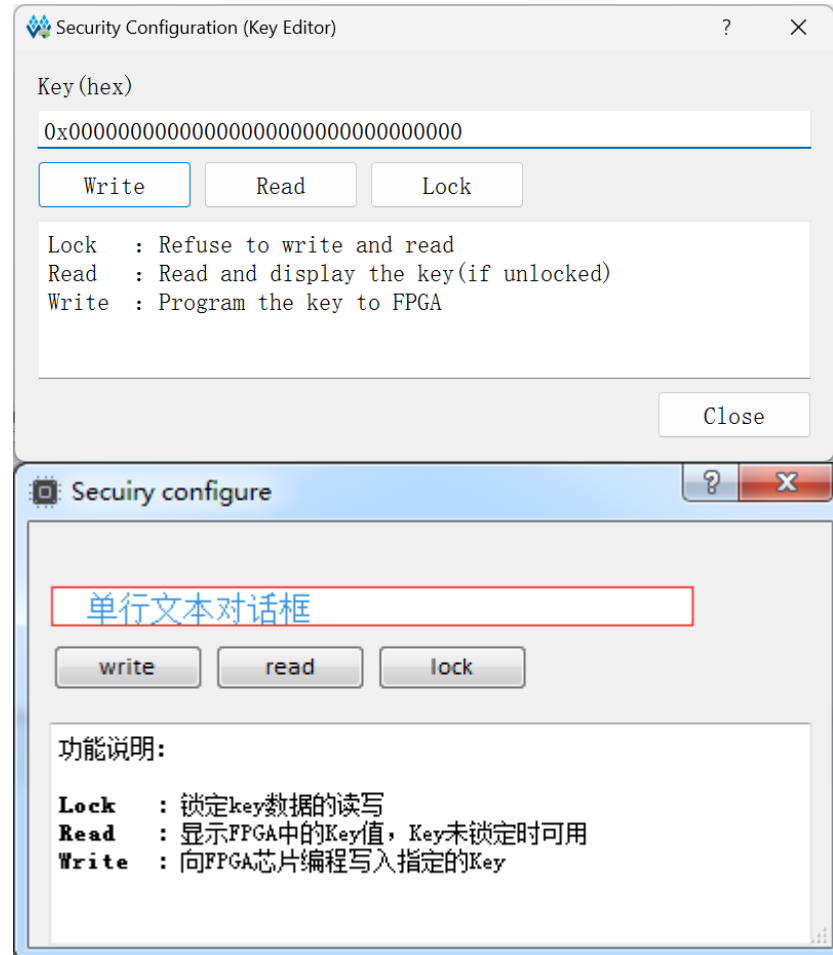 Security Configuration (Key Editor) ?
Key(hex)
0x00000000000000000000000000000000
Write Read Lock
Lock : Refuse to write and read
Read : Read and display the key(if unlocked)
Write : Program the key to FPGA
Close
Secuiry configure ?
单行文本对话框
write read lock
功能说明:
Lock : 锁定key数据的读写
Read : 显示FPGA中的Key值，Key未锁定时可用
Write : 向FPGA芯片编程写入指定的Key